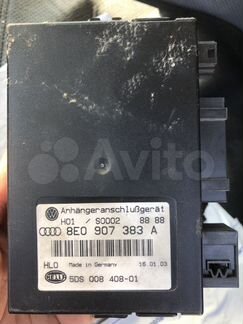 Anhängeranschlußgerät
H01 / S0002 88 88
8E0 907 383 A
HLO Made in Germany 15.01.03
HELLA 5DS 008 408-01
Avito